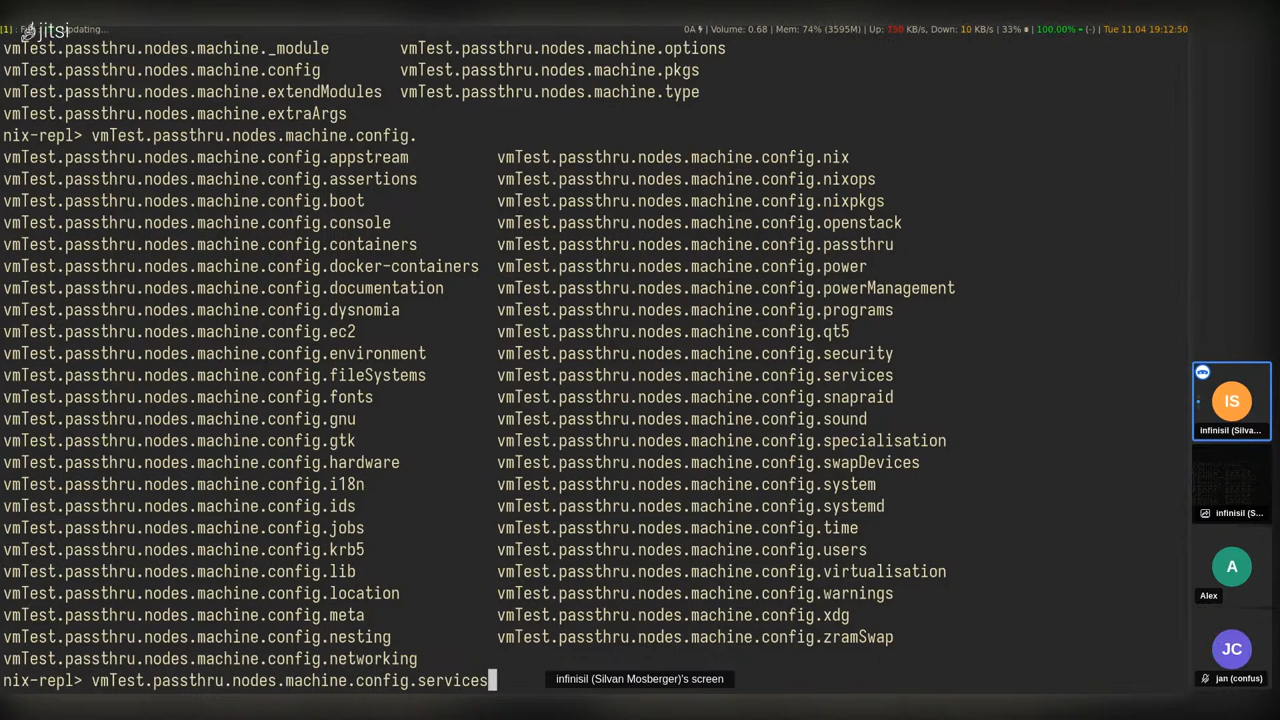 [1] : F pdating... 0A Volume: 0.68 | Mem: 74% (3595M) | Up: 750 KB/s, Down: 10 KB/s | 33% | 100.00% = (-) | Tue 11.04 19:12:50
jitsi
vmTest.passthru.nodes.machine._module vmTest.passthru.nodes.machine.options
vmTest.passthru.nodes.machine.config vmTest.passthru.nodes.machine.pkgs
vmTest.passthru.nodes.machine.extendModules vmTest.passthru.nodes.machine.type
vmTest.passthru.nodes.machine.extraArgs
nix-repl> vmTest.passthru.nodes.machine.config.
vmTest.passthru.nodes.machine.config.appstream vmTest.passthru.nodes.machine.config.nix
vmTest.passthru.nodes.machine.config.assertions vmTest.passthru.nodes.machine.config.nixops
vmTest.passthru.nodes.machine.config.boot vmTest.passthru.nodes.machine.config.nixpkgs
vmTest.passthru.nodes.machine.config.console vmTest.passthru.nodes.machine.config.openstack
vmTest.passthru.nodes.machine.config.containers vmTest.passthru.nodes.machine.config.passthru
vmTest.passthru.nodes.machine.config.docker-containers vmTest.passthru.nodes.machine.config.power
vmTest.passthru.nodes.machine.config.documentation vmTest.passthru.nodes.machine.config.powerManagement
vmTest.passthru.nodes.machine.config.dysnomia vmTest.passthru.nodes.machine.config.programs
vmTest.passthru.nodes.machine.config.ec2 vmTest.passthru.nodes.machine.config.qt5
vmTest.passthru.nodes.machine.config.environment vmTest.passthru.nodes.machine.config.security
vmTest.passthru.nodes.machine.config.fileSystems vmTest.passthru.nodes.machine.config.services
vmTest.passthru.nodes.machine.config.fonts vmTest.passthru.nodes.machine.config.snapraid
vmTest.passthru.nodes.machine.config.gnu vmTest.passthru.nodes.machine.config.sound
vmTest.passthru.nodes.machine.config.gtk vmTest.passthru.nodes.machine.config.specialisation
vmTest.passthru.nodes.machine.config.hardware vmTest.passthru.nodes.machine.config.swapDevices
vmTest.passthru.nodes.machine.config.i18n vmTest.passthru.nodes.machine.config.system
vmTest.passthru.nodes.machine.config.ids vmTest.passthru.nodes.machine.config.systemd
vmTest.passthru.nodes.machine.config.jobs vmTest.passthru.nodes.machine.config.time
vmTest.passthru.nodes.machine.config.krb5 vmTest.passthru.nodes.machine.config.users
vmTest.passthru.nodes.machine.config.lib vmTest.passthru.nodes.machine.config.virtualisation
vmTest.passthru.nodes.machine.config.location vmTest.passthru.nodes.machine.config.warnings
vmTest.passthru.nodes.machine.config.meta vmTest.passthru.nodes.machine.config.xdg
vmTest.passthru.nodes.machine.config.nesting vmTest.passthru.nodes.machine.config.zramSwap
vmTest.passthru.nodes.machine.config.networking
nix-repl> vmTest.passthru.nodes.machine.config.services
infinisil (Silvan Mosberger)'s screen
IS
infinisil (Silva...
infinisil (S...
A
Alex
JC
jan (confus)